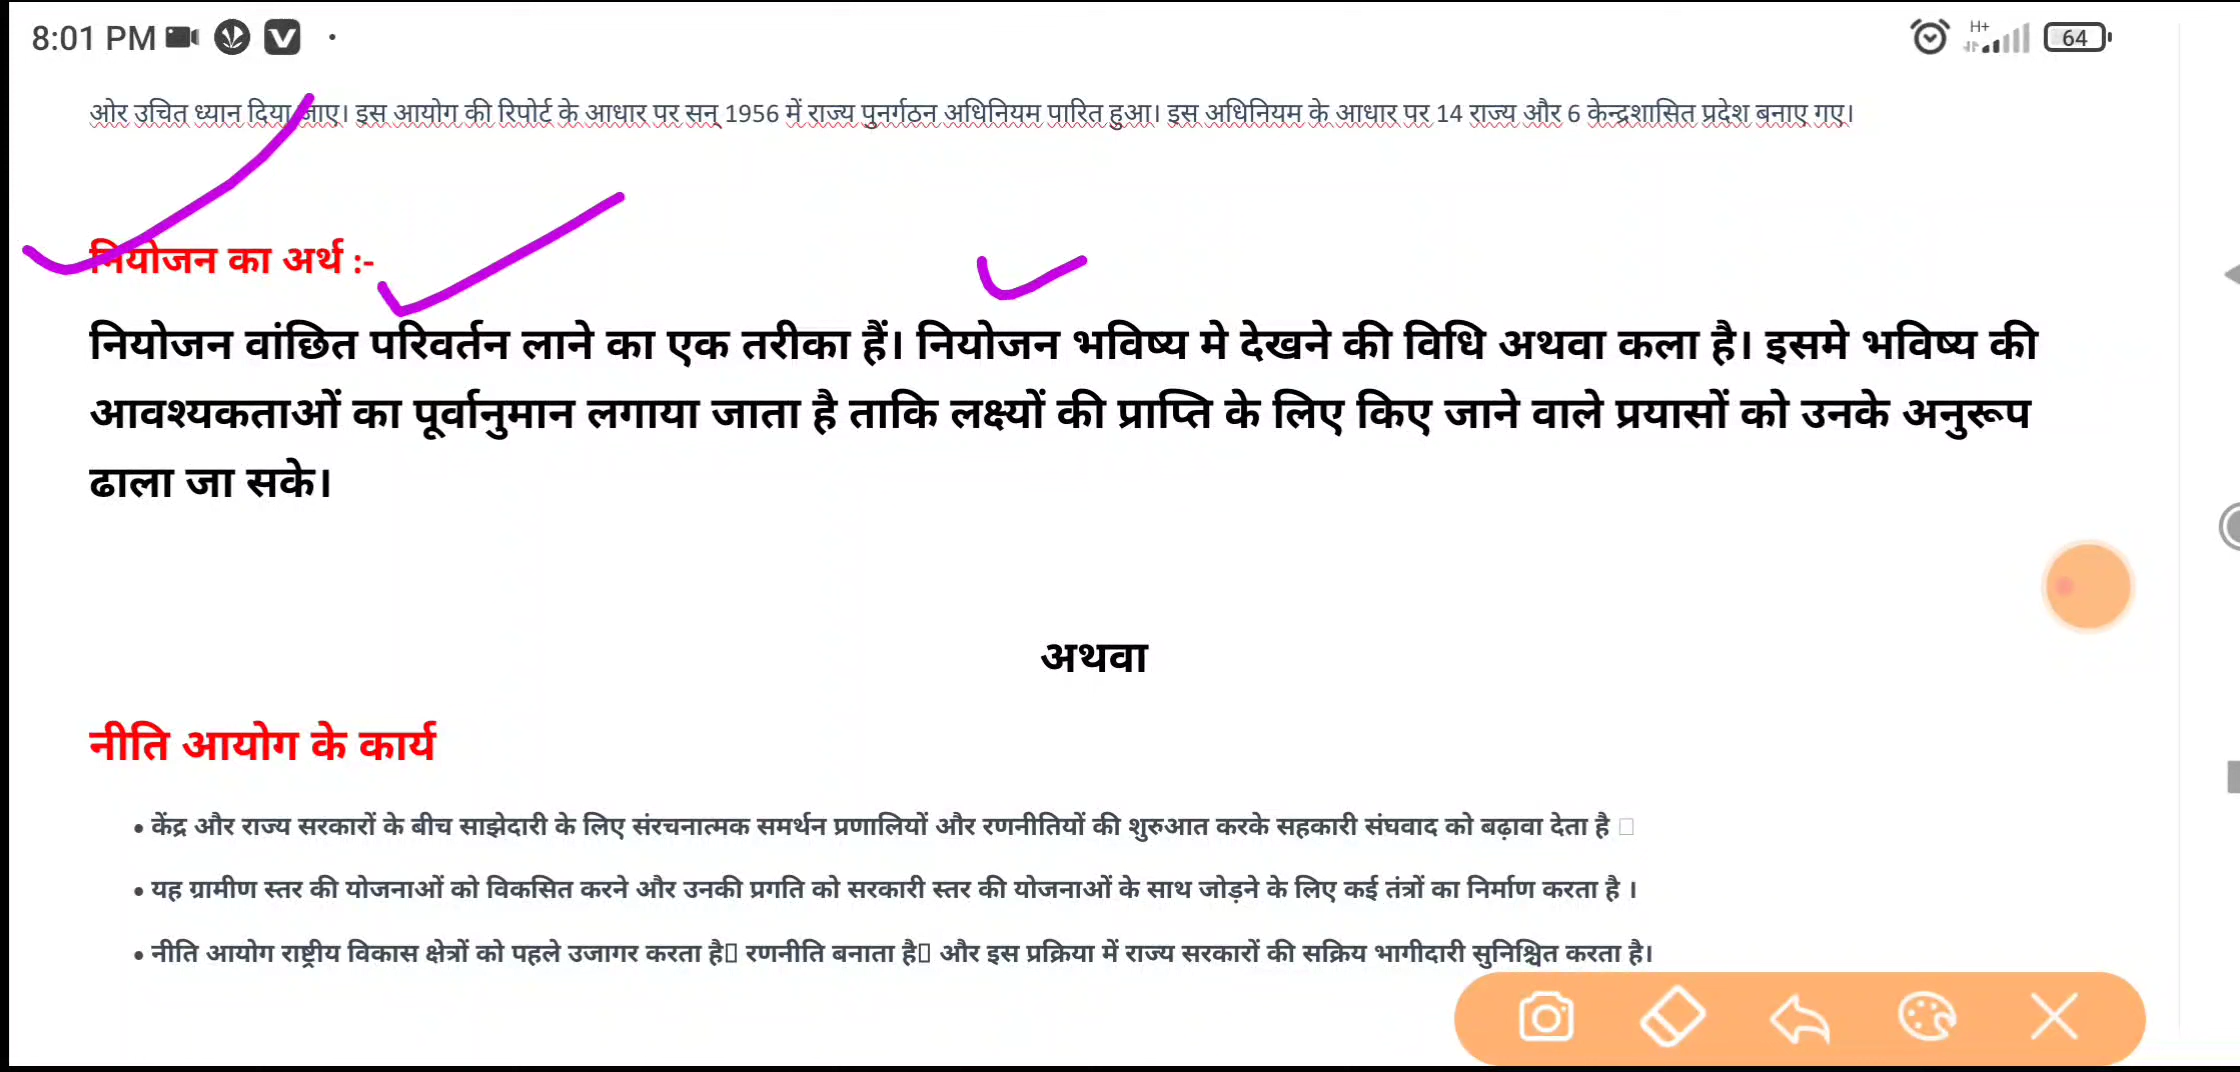 8:01 PM
H+
64
ओर उचित ध्यान दिया जाए। इस आयोग की रिपोर्ट के आधार पर सन् 1956 में राज्य पुनर्गठन अधिनियम पारित हुआ। इस अधिनियम के आधार पर 14 राज्य और 6 केन्द्रशासित प्रदेश बनाए गए।
नियोजन का अर्थ :-
नियोजन वांछित परिवर्तन लाने का एक तरीका हैं। नियोजन भविष्य मे देखने की विधि अथवा कला है। इसमे भविष्य की
आवश्यकताओं का पूर्वानुमान लगाया जाता है ताकि लक्ष्यों की प्राप्ति के लिए किए जाने वाले प्रयासों को उनके अनुरूप
ढाला जा सके।
अथवा
नीति आयोग के कार्य
• केंद्र और राज्य सरकारों के बीच साझेदारी के लिए संरचनात्मक समर्थन प्रणालियों और रणनीतियों की शुरुआत करके सहकारी संघवाद को बढ़ावा देता है
• यह ग्रामीण स्तर की योजनाओं को विकसित करने और उनकी प्रगति को सरकारी स्तर की योजनाओं के साथ जोड़ने के लिए कई तंत्रों का निर्माण करता है ।
• नीति आयोग राष्ट्रीय विकास क्षेत्रों को पहले उजागर करता है रणनीति बनाता है और इस प्रक्रिया में राज्य सरकारों की सक्रिय भागीदारी सुनिश्चित करता है।